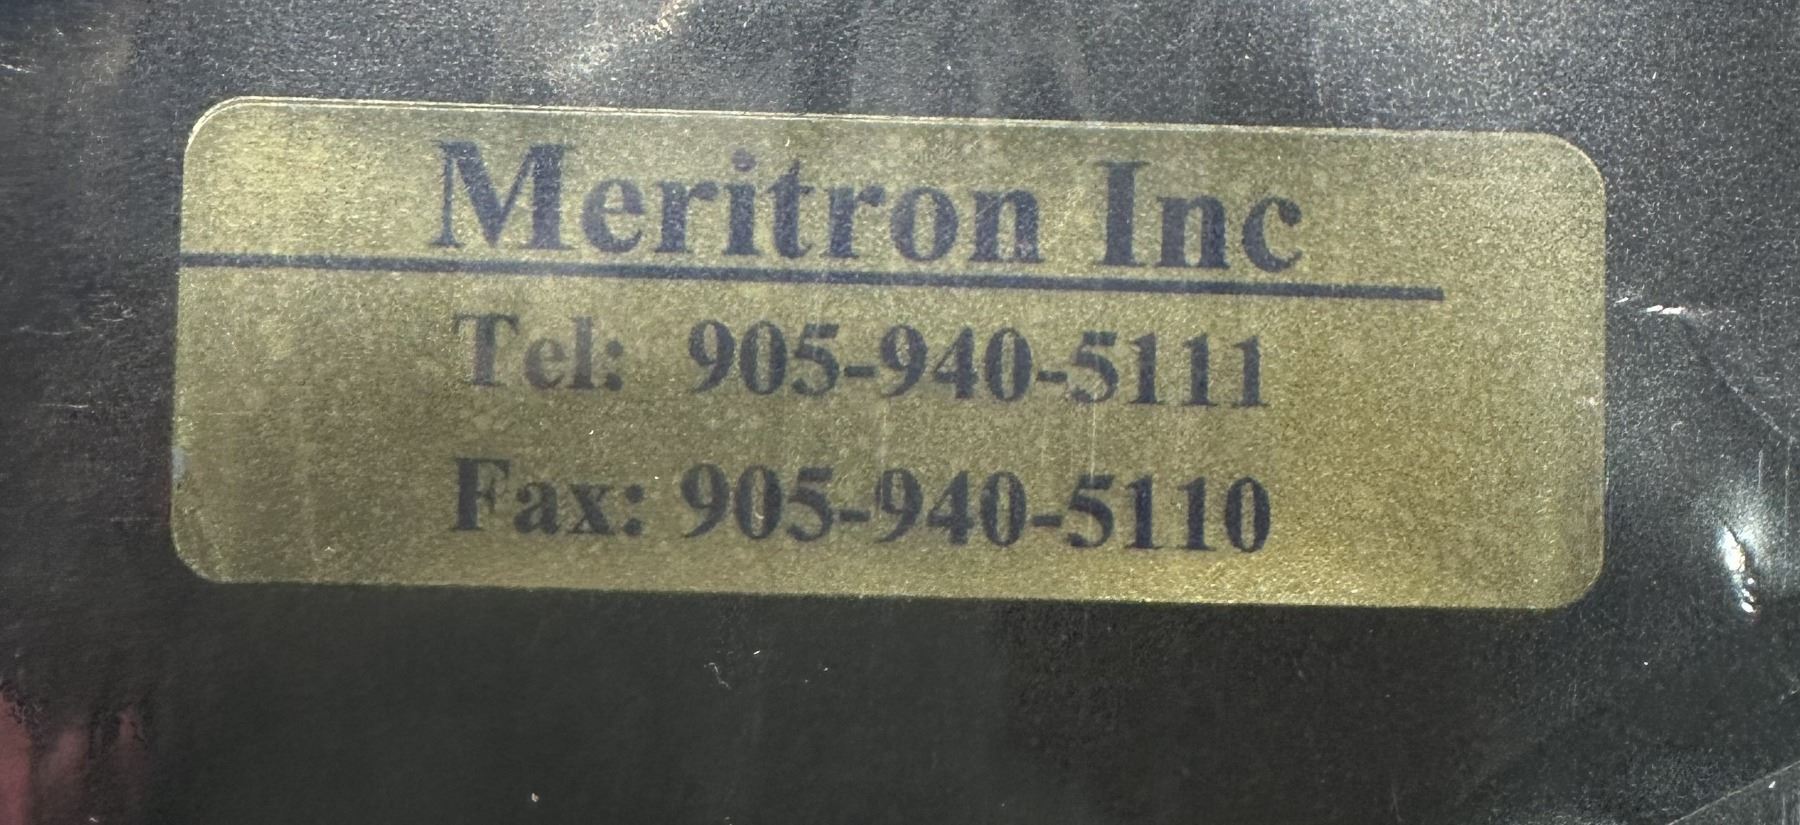 Meritron Inc
Tel: 905-940-5111
Fax: 905-940-5110